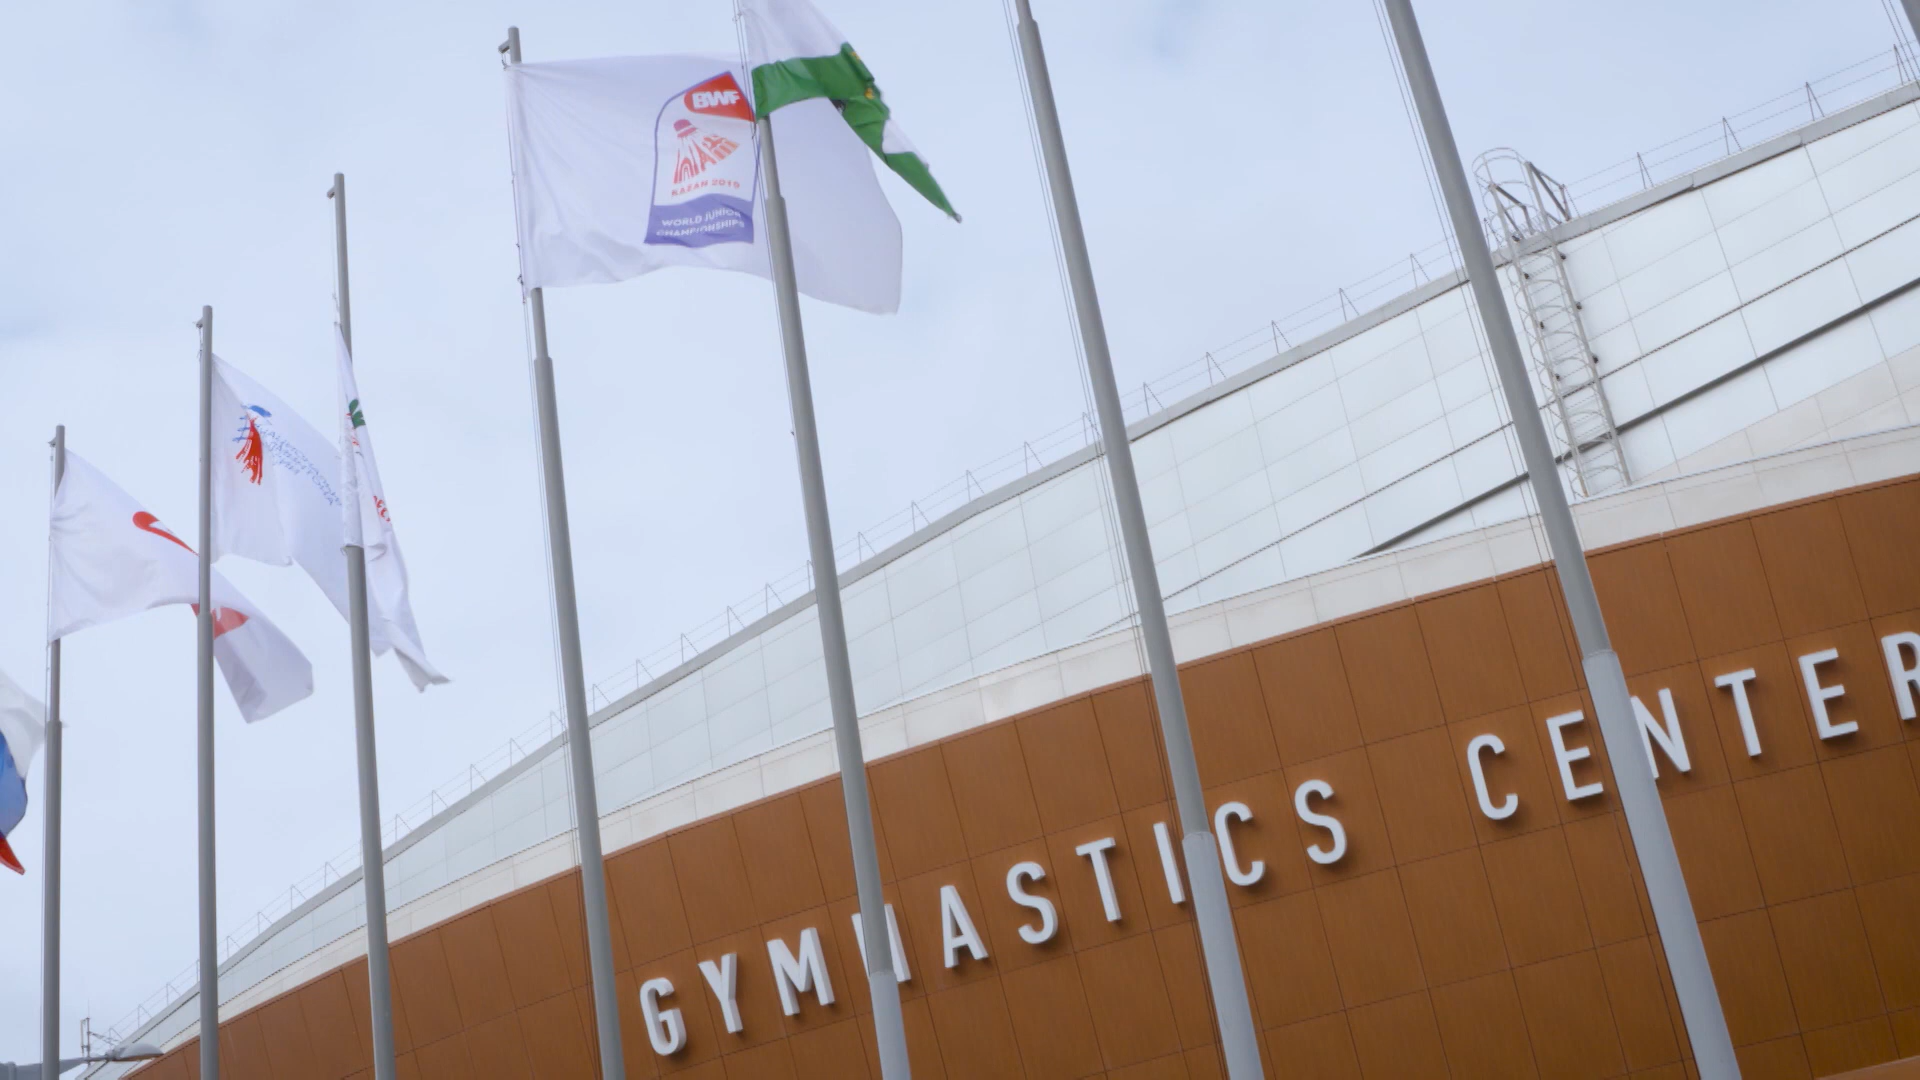 BWF
KAZAN 2019
WORLD JUNIOR
CHAMPIONSHIPS
GYMNASTICS CENTER